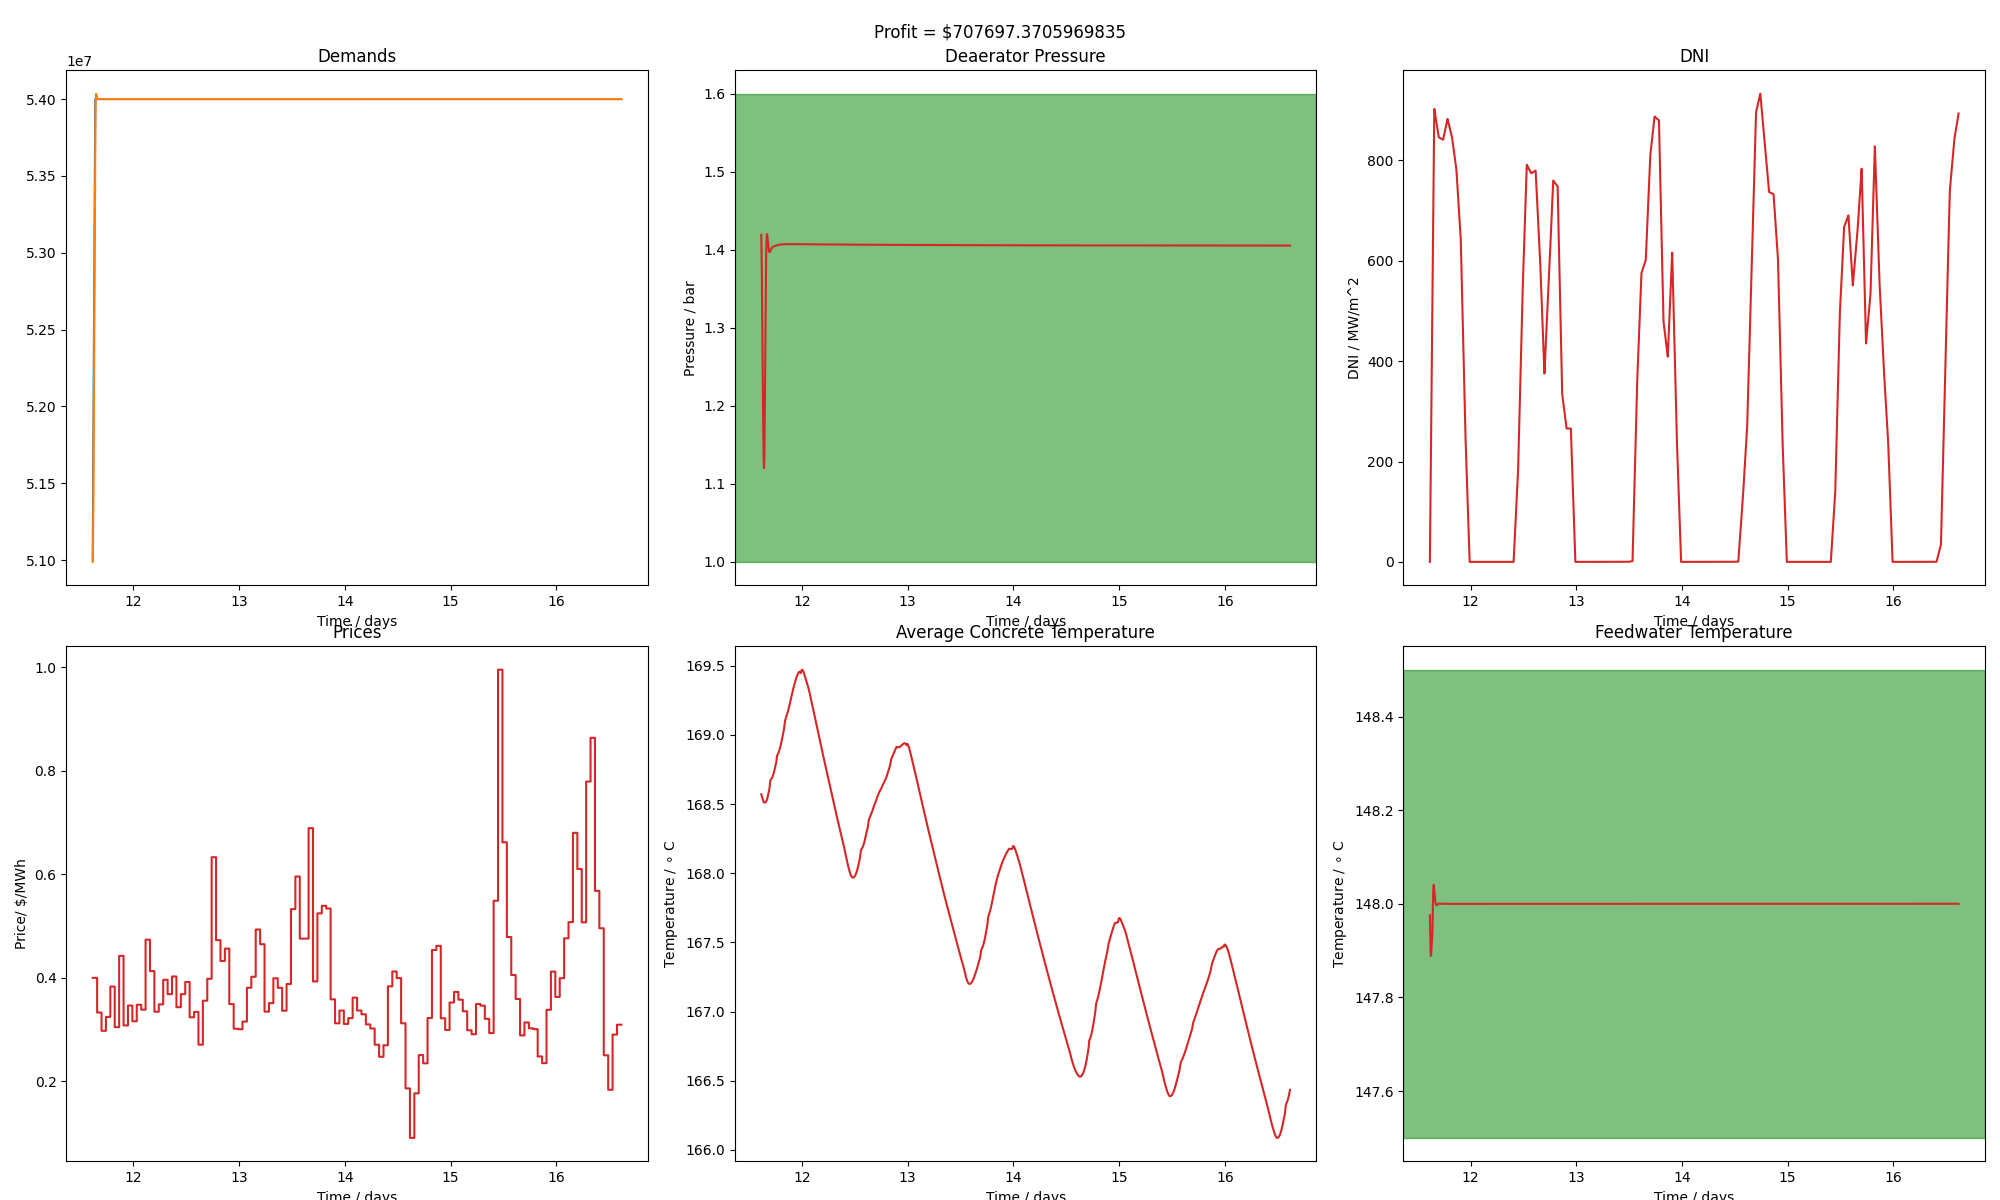 Profit = $707697.3705969835
Demands
1e7
5.40
5.35
5.30
5.25
5.20
5.15
5.10
12 13 14 15 16
Time / days
Deaerator Pressure
Pressure / bar
1.6
1.5
1.4
1.3
1.2
1.1
1.0
12 13 14 15 16
Time / days
DNI
DNI / MW/m^2
800
600
400
200
0
12 13 14 15 16
Time / days
Prices
Price/ $/MWh
1.0
0.8
0.6
0.4
0.2
12 13 14 15 16
Time / days
Average Concrete Temperature
Temperature / ∘ C
169.5
169.0
168.5
168.0
167.5
167.0
166.5
166.0
12 13 14 15 16
Time / days
Feedwater Temperature
Temperature / ∘ C
148.4
148.2
148.0
147.8
147.6
12 13 14 15 16
Time / days